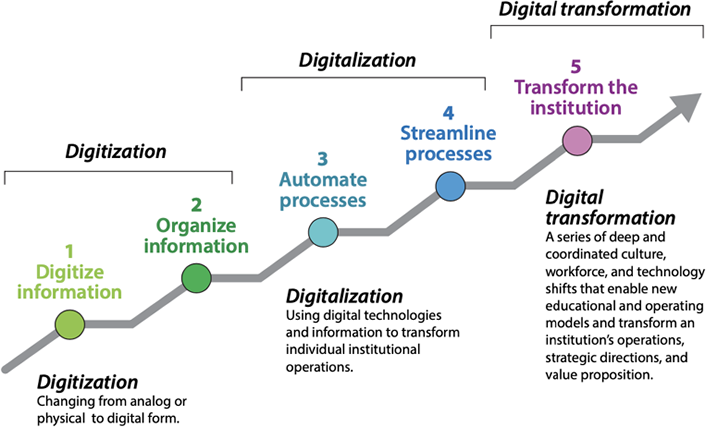 Digital transformation
Digitalization
Digitization
5
Transform the
institution
4
Streamline
processes
3
Automate
processes
2
Organize
information
1
Digitize
information
Digitization
Changing from analog or
physical to digital form.
Digitalization
Using digital technologies
and information to transform
individual institutional
operations.
Digital
transformation
A series of deep and
coordinated culture,
workforce, and technology
shifts that enable new
educational and operating
models and transform an
institution's operations,
strategic directions, and
value proposition.